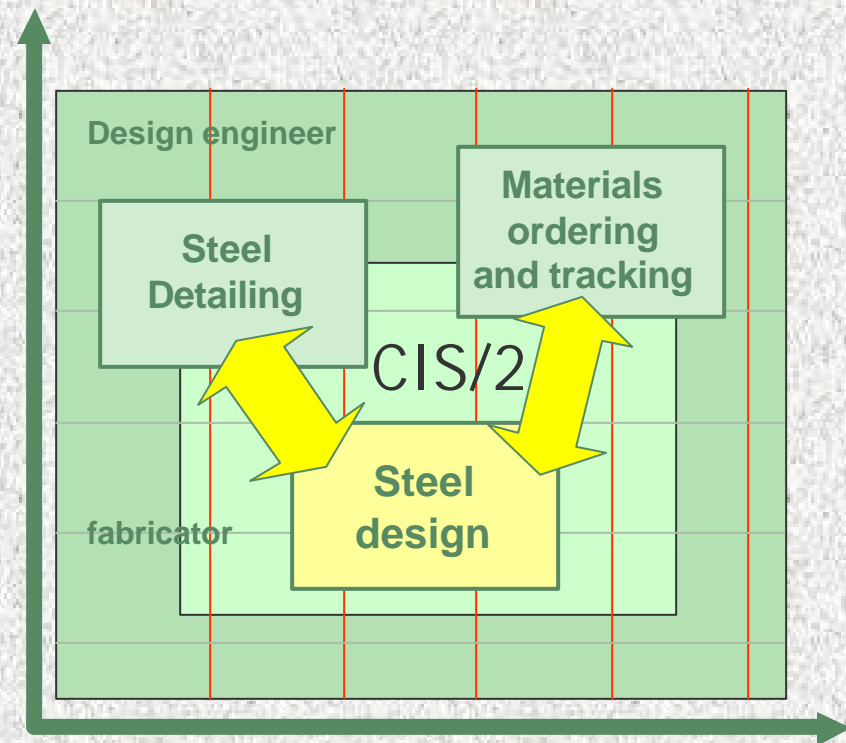 Design engineer
Materials
ordering
and tracking
Steel
Detailing
CIS/2
Steel
design
fabricator